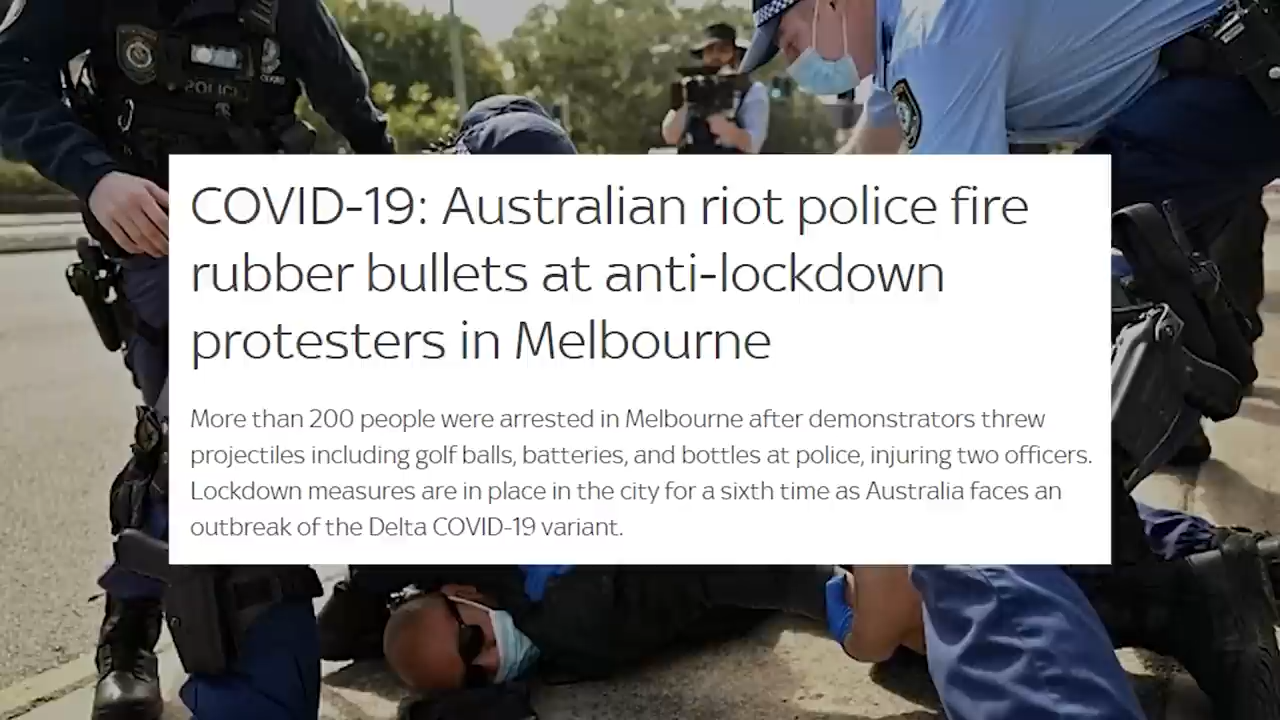 POLICE
COVID-19: Australian riot police fire
rubber bullets at anti-lockdown
protesters in Melbourne
More than 200 people were arrested in Melbourne after demonstrators threw
projectiles including golf balls, batteries, and bottles at police, injuring two officers.
Lockdown measures are in place in the city for a sixth time as Australia faces an
outbreak of the Delta COVID-19 variant.